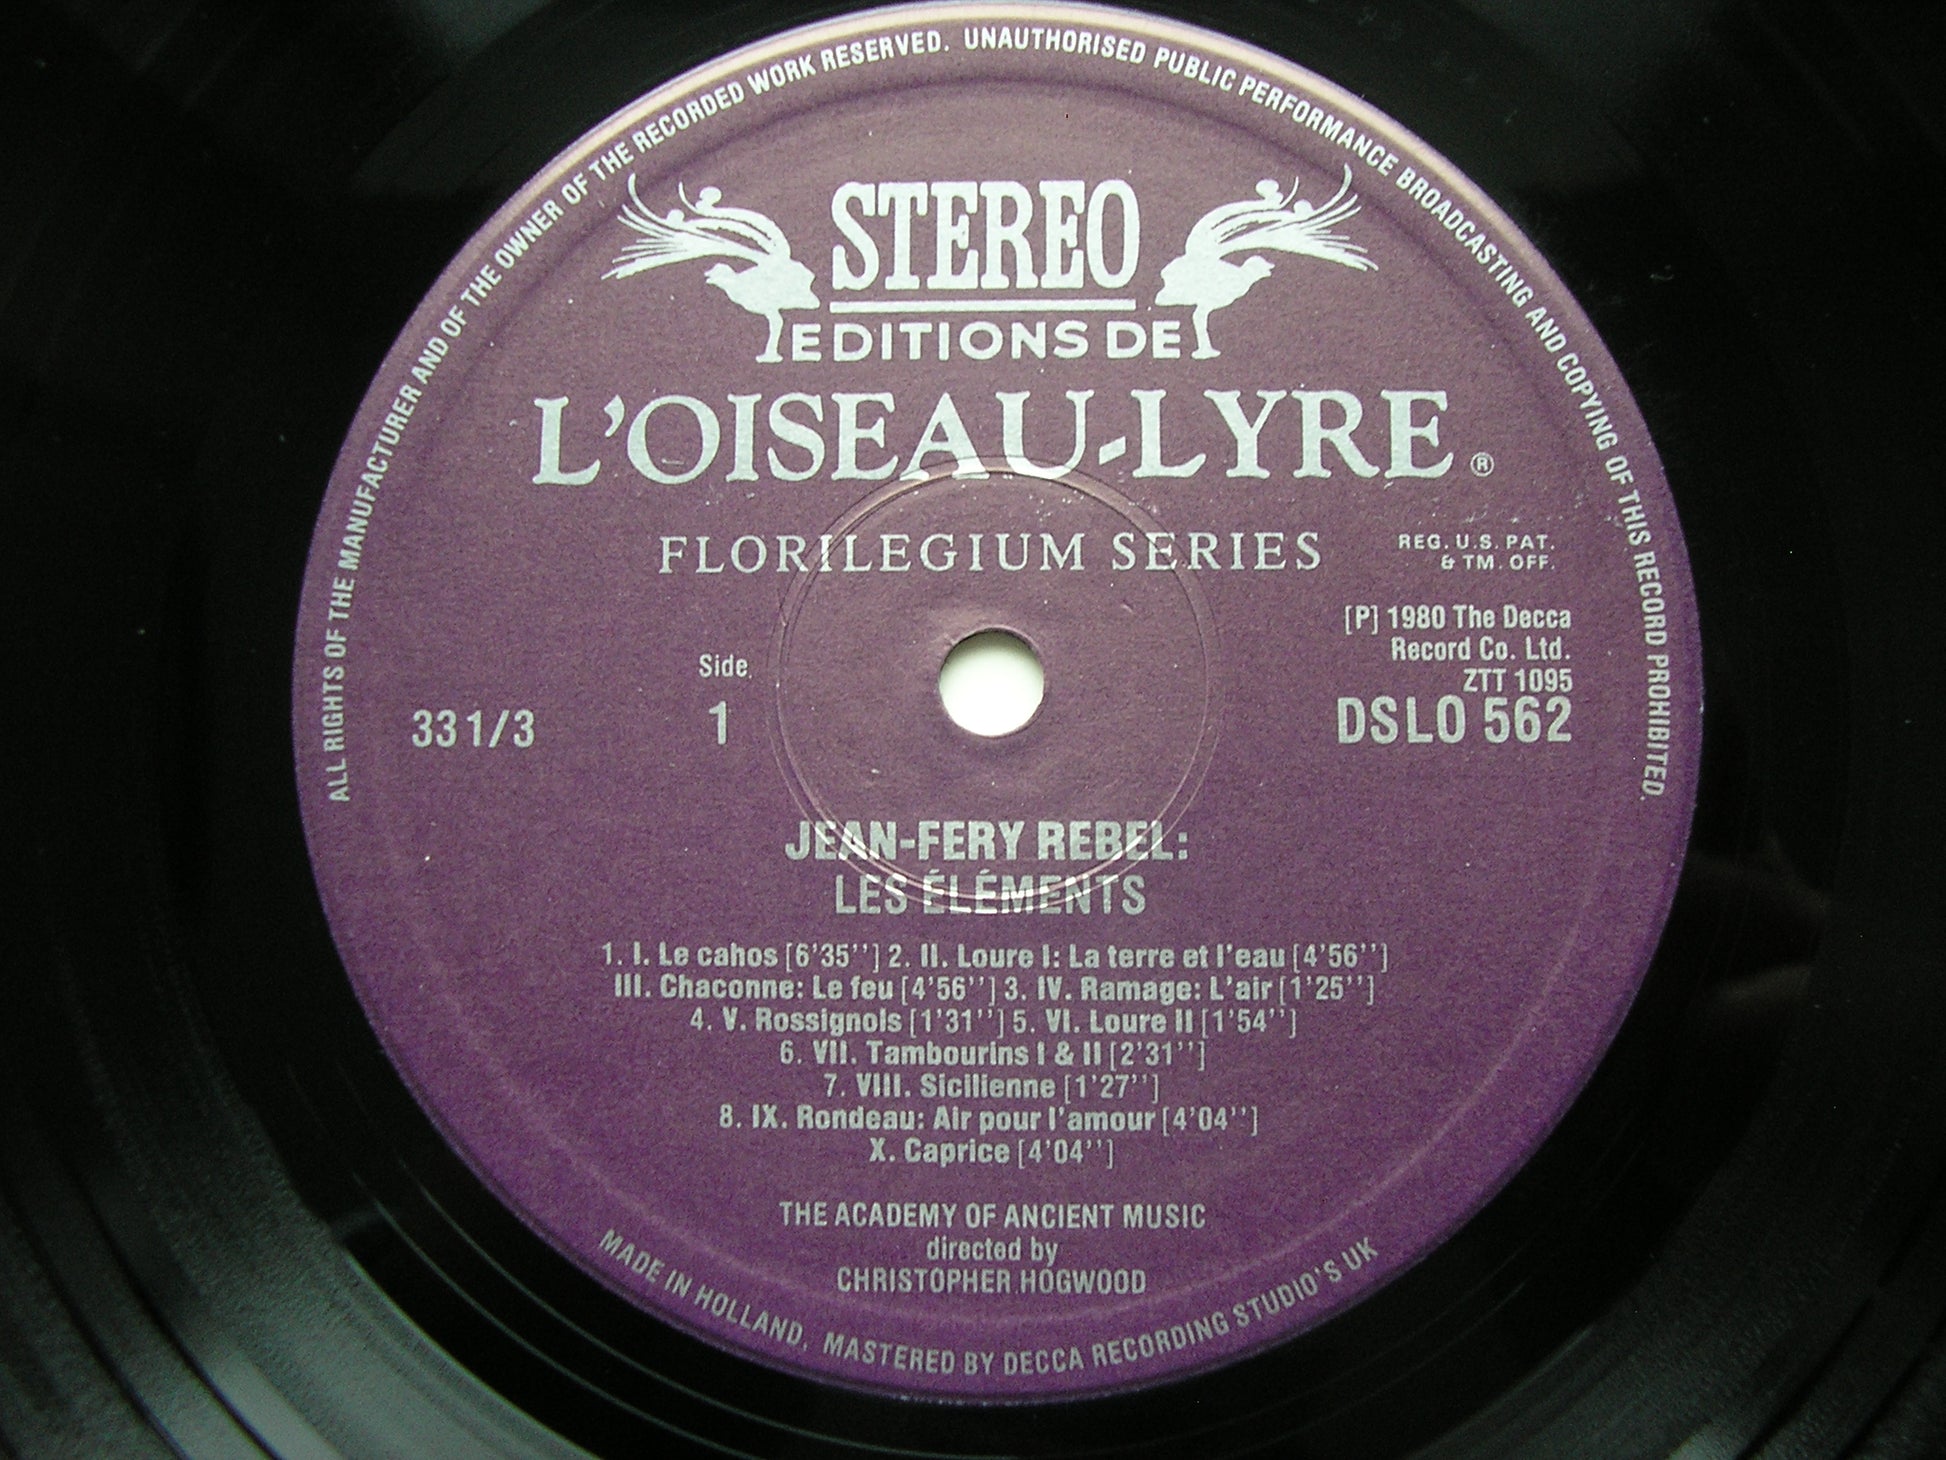 ALL RIGHTS OF THE MANUFACTURER AND OF THE OWNER OF THE RECORDED WORK RESERVED. UNAUTHORISED PUBLIC PERFORMANCE BROADCASTING AND COPYING OF THIS RECORD PROHIBITED.
STEREO
EDITIONS DE
L'OISEAU-LYRE ®
FLORILEGIUM SERIES
REG. U.S. PAT.
& TM. OFF.
[P] 1980 The Decca
Record Co. Ltd.
ZTT 1095
DSLO 562
Side
1
33 1/3
JEAN-FERY REBEL:
LES ÉLÉMENTS
1. I. Le cahos [6'35''] 2. II. Loure I: La terre et l'eau [4'56'']
III. Chaconne: Le feu [4'56''] 3. IV. Ramage: L'air [1'25'']
4. V. Rossignols [1'31''] 5. VI. Loure II [1'54'']
6. VII. Tambourins I & II [2'31'']
7. VIII. Sicilienne [1'27'']
8. IX. Rondeau: Air pour l'amour [4'04'']
X. Caprice [4'04'']
THE ACADEMY OF ANCIENT MUSIC
directed by
CHRISTOPHER HOGWOOD
MADE IN HOLLAND. MASTERED BY DECCA RECORDING STUDIO'S UK